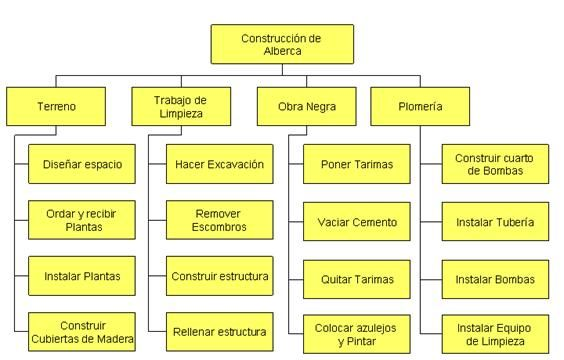 Construcción de
Alberca
Terreno
Trabajo de
Limpieza
Obra Negra
Plomería
Diseñar espacio
Hacer Excavación
Poner Tarimas
Construir cuarto
de Bombas
Ordar y recibir
Plantas
Remover
Escombros
Vaciar Cemento
Instalar Tubería
Instalar Plantas
Construir estructura
Quitar Tarimas
Instalar Bombas
Construir
Cubiertas de Madera
Rellenar estructura
Colocar azulejos
y Pintar
Instalar Equipo
de Limpieza